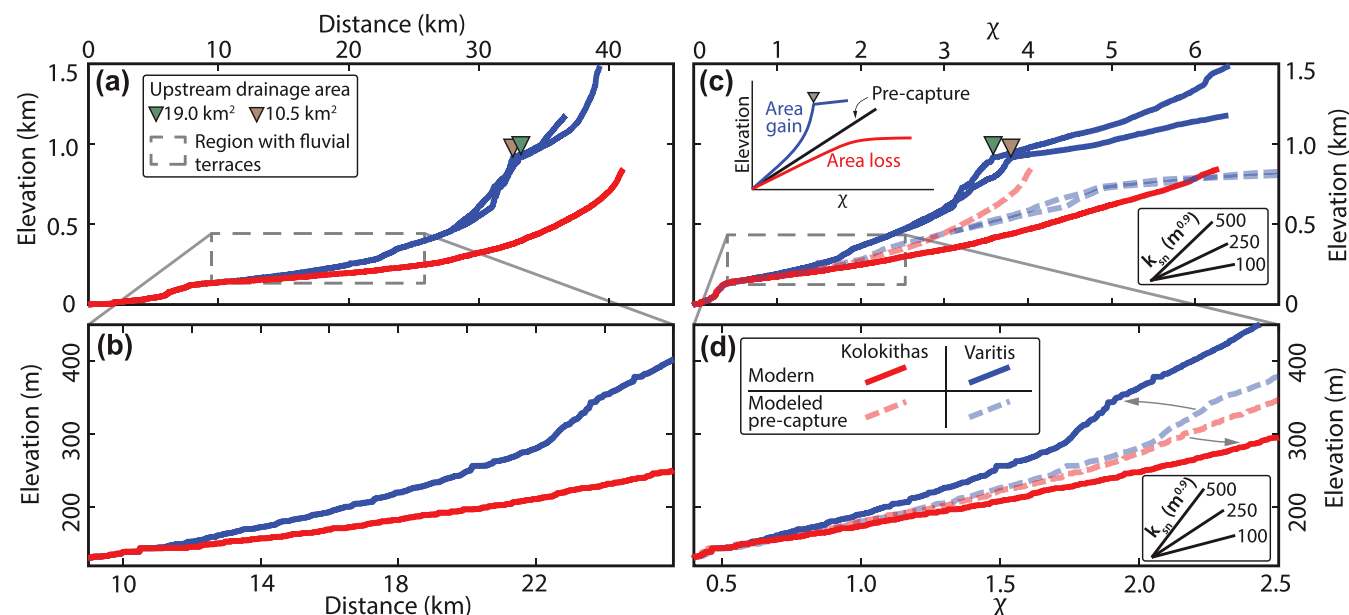 Distance (km)
0 10 20 30 40
Elevation (km)
1.5
1.0
0.5
0
(a)
Upstream drainage area
19.0 km² 10.5 km²
Region with fluvial
terraces
χ
0 1 2 3 4 5 6
(c)
Elevation
Area
gain
Pre-capture
Area loss
χ
1.5
1.0
0.5
0
Elevation (km)
k_sn (m^0.9)
500
250
100
(b)
Elevation (m)
400
300
200
10 14 18 22
Distance (km)
(d)
Kolokithas Varitis
Modern
Modeled
pre-capture
400
300
200
Elevation (m)
k_sn (m^0.9)
500
250
100
0.5 1.0 1.5 2.0 2.5
χ